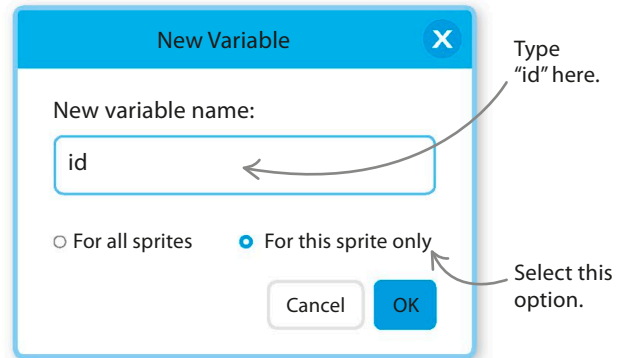 New Variable
X
Type
“id” here.
New variable name:
id
For all sprites
For this sprite only
Select this
option.
Cancel
OK